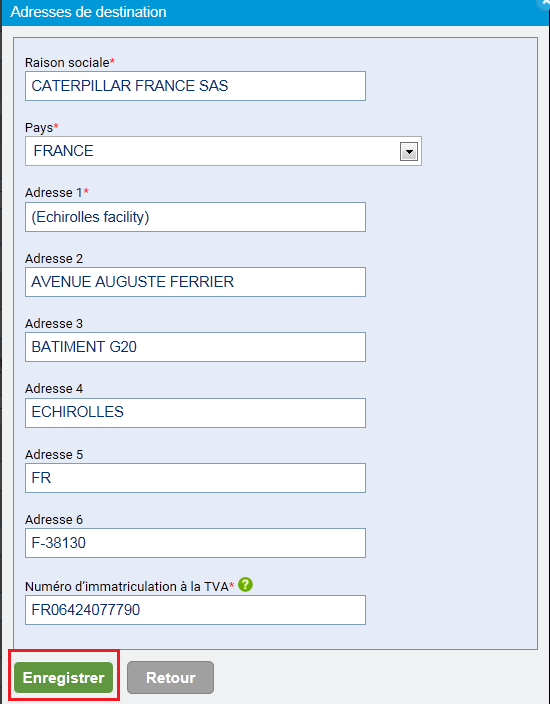 Adresses de destination
Raison sociale*
CATERPILLAR FRANCE SAS
Pays*
FRANCE
Adresse 1*
(Echirolles facility)
Adresse 2
AVENUE AUGUSTE FERRIER
Adresse 3
BATIMENT G20
Adresse 4
ECHIROLLES
Adresse 5
FR
Adresse 6
F-38130
Numéro d'immatriculation à la TVA* ?
FR06424077790
Enregistrer Retour